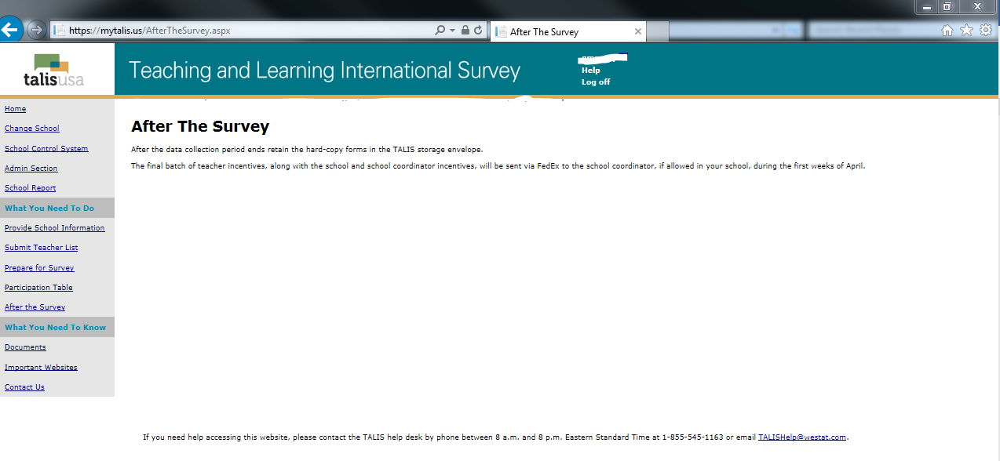 https://mytalis.us/AfterTheSurvey.aspx
After The Survey
talisusa
Teaching and Learning International Survey
Help
Log off
Home
Change School
School Control System
Admin Section
School Report
What You Need To Do
Provide School Information
Submit Teacher List
Prepare for Survey
Participation Table
After the Survey
What You Need To Know
Documents
Important Websites
Contact Us
After The Survey
After the data collection period ends retain the hard-copy forms in the TALIS storage envelope.
The final batch of teacher incentives, along with the school and school coordinator incentives, will be sent via FedEx to the school coordinator, if allowed in your school, during the first weeks of April.
If you need help accessing this website, please contact the TALIS help desk by phone between 8 a.m. and 8 p.m. Eastern Standard Time at 1-855-545-1163 or email TALISHelp@westat.com.